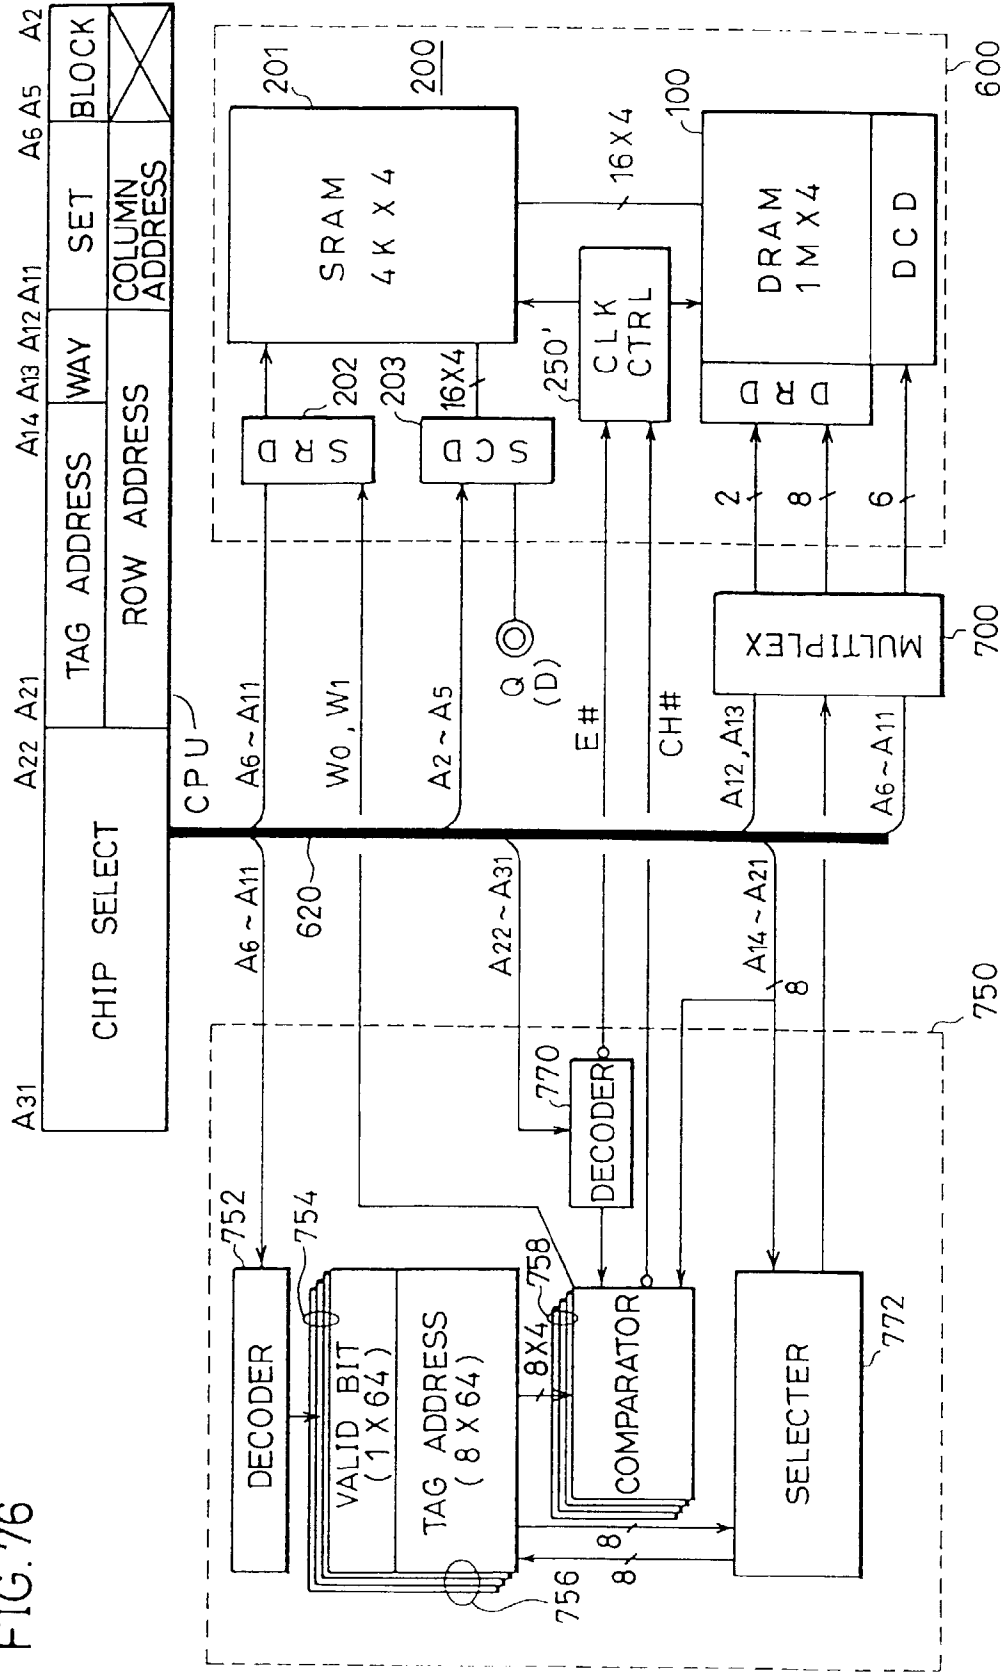 FIG. 76
A31
A22
A21
A14
A13
A12
A11
A6
A5
A2
CHIP SELECT
TAG ADDRESS
WAY
SET
BLOCK
ROW ADDRESS
COLUMN
ADDRESS
CPU
620
750
752
DECODER
754
VALID BIT
(1 X 64)
TAG ADDRESS
(8 X 64)
756
8X4
758
COMPARATOR
770
DECODER
8
8
SELECTER
772
A6~A11
A22~A31
A14~A21
8
A6~A11
W0, W1
A2~A5
Q
(D)
E#
CH#
A12, A13
A6~A11
MULTIPLEX
700
2
8
6
200
201
SRAM
4K X 4
SRD
202
SCD
203
16X4
250'
CLK
CTRL
16X4
100
DRAM
1M X 4
DRD
DCD
600